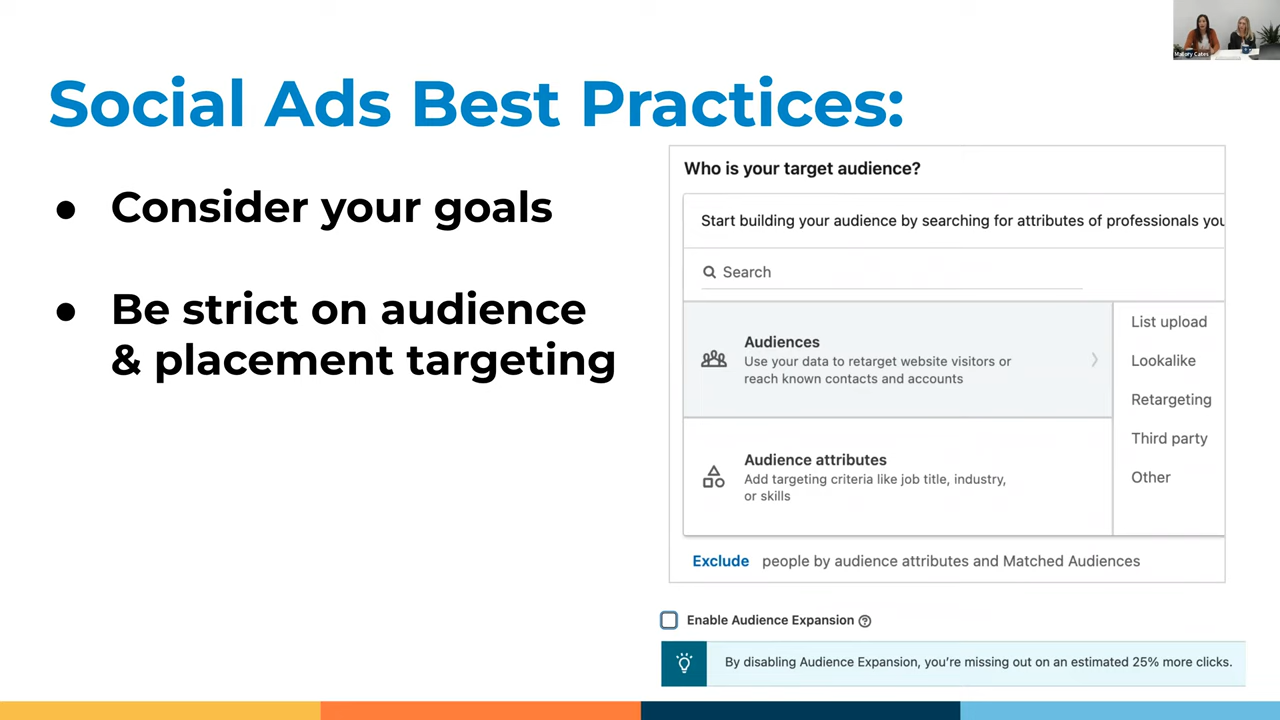 Mallory Cates
Social Ads Best Practices:
● Consider your goals
● Be strict on audience
& placement targeting
Who is your target audience?
Start building your audience by searching for attributes of professionals you
Search
Audiences
Use your data to retarget website visitors or
reach known contacts and accounts
Audience attributes
Add targeting criteria like job title, industry,
or skills
List upload
Lookalike
Retargeting
Third party
Other
Exclude people by audience attributes and Matched Audiences
Enable Audience Expansion
By disabling Audience Expansion, you're missing out on an estimated 25% more clicks.